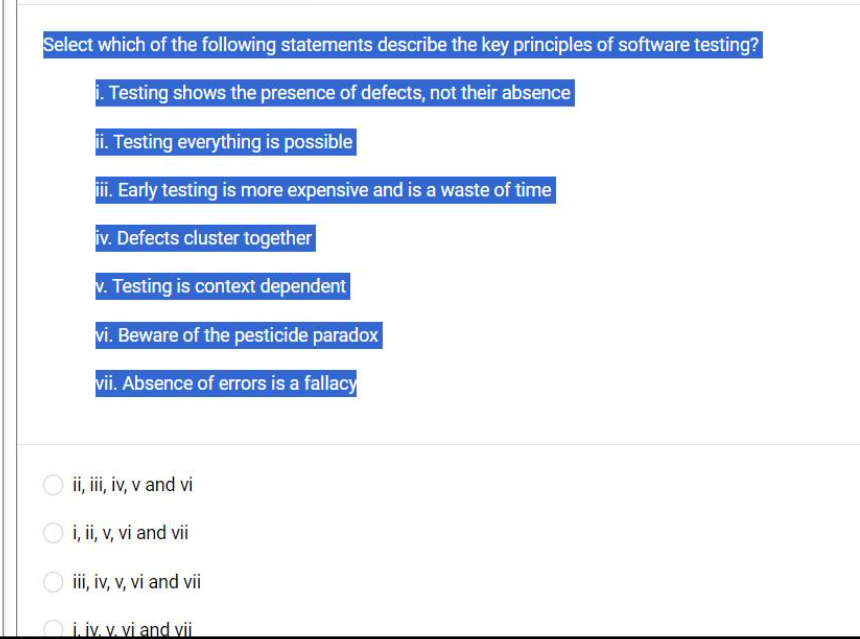 Select which of the following statements describe the key principles of software testing?
i. Testing shows the presence of defects, not their absence
ii. Testing everything is possible
iii. Early testing is more expensive and is a waste of time
iv. Defects cluster together
v. Testing is context dependent
vi. Beware of the pesticide paradox
vii. Absence of errors is a fallacy
ii, iii, iv, v and vi
i, ii, v, vi and vii
iii, iv, v, vi and vii
i, iv, v, vi and vii